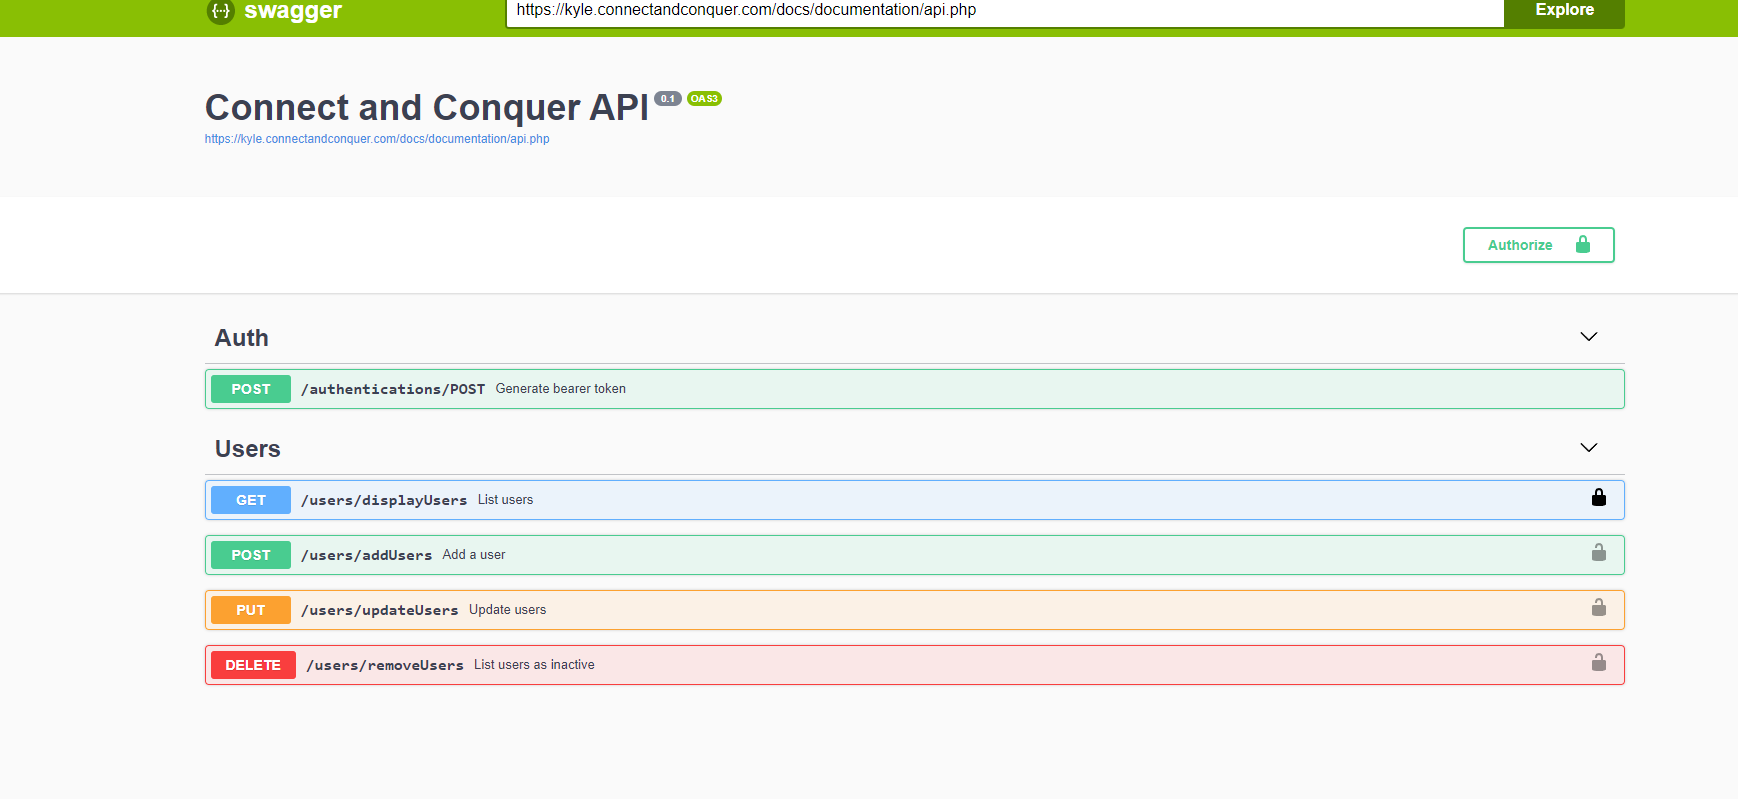 swagger
https://kyle.connectandconquer.com/docs/documentation/api.php
Explore
Connect and Conquer API 0.1 OAS3
https://kyle.connectandconquer.com/docs/documentation/api.php
Authorize
Auth
POST /authentications/POST Generate bearer token
Users
GET /users/displayUsers List users
POST /users/addUsers Add a user
PUT /users/updateUsers Update users
DELETE /users/removeUsers List users as inactive